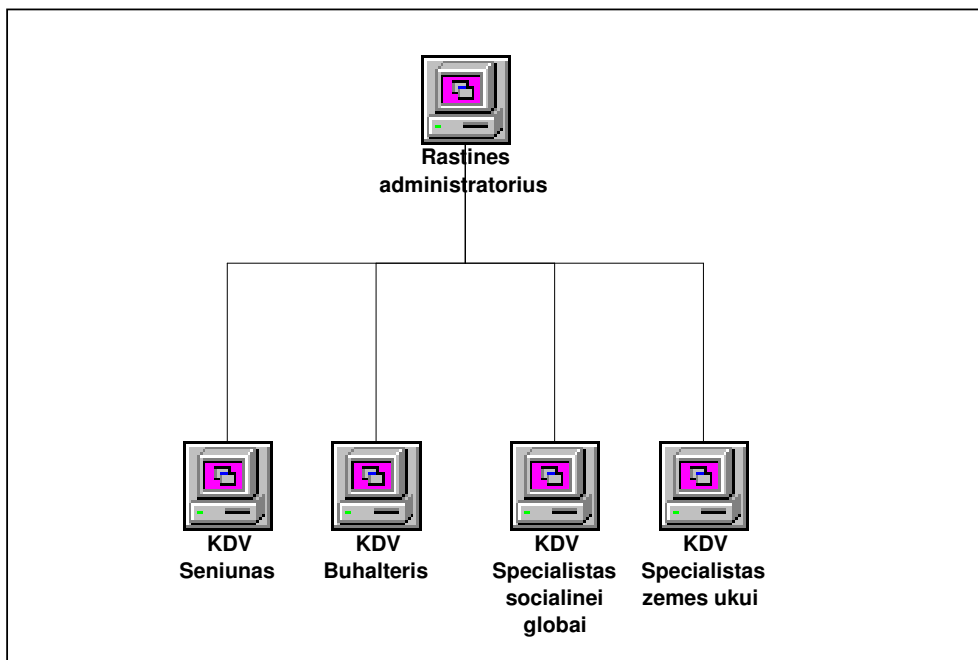 Rastines
administratorius
KDV
Seniunas
KDV
Buhalteris
KDV
Specialistas
socialinei
globai
KDV
Specialistas
zemes ukui